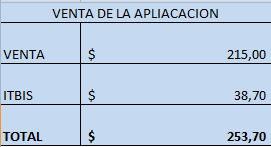 VENTA DE LA APLIACACION
VENTA $ 215,00
ITBIS $ 38,70
TOTAL $ 253,70